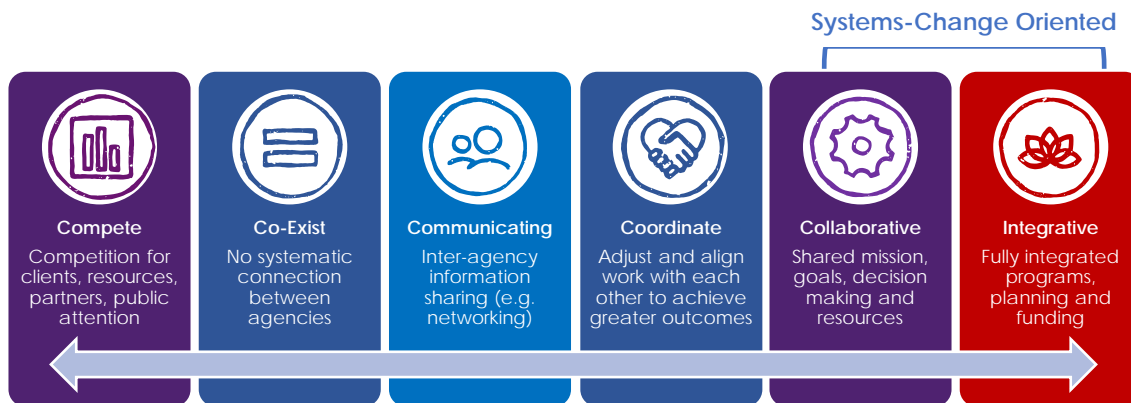 Systems-Change Oriented
Compete
Competition for
clients, resources,
partners, public
attention
Co-Exist
No systematic
connection
between
agencies
Communicating
Inter-agency
information
sharing (e.g.
networking)
Coordinate
Adjust and align
work with each
other to achieve
greater outcomes
Collaborative
Shared mission,
goals, decision
making and
resources
Integrative
Fully integrated
programs,
planning and
funding